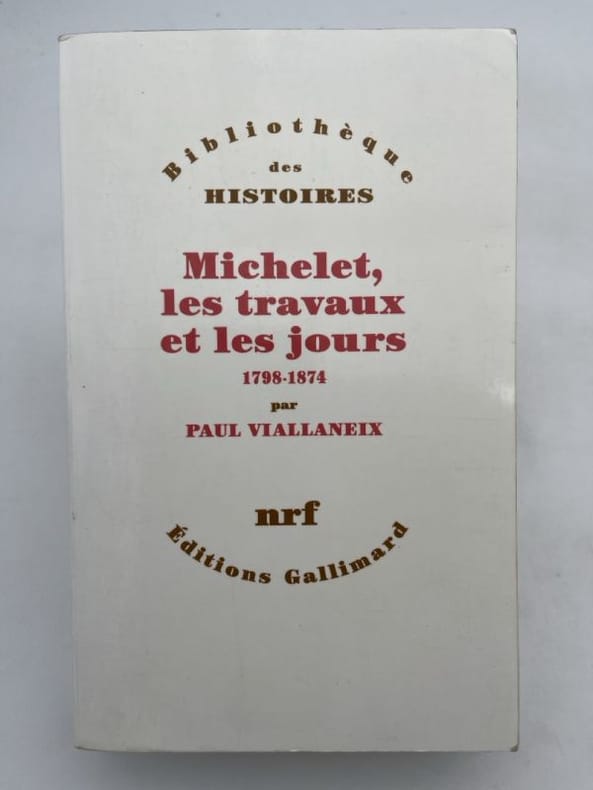 Bibliothèque
des
HISTOIRES
Michelet,
les travaux
et les jours
1798-1874
par
PAUL VIALLANEIX
nrf
Éditions Gallimard